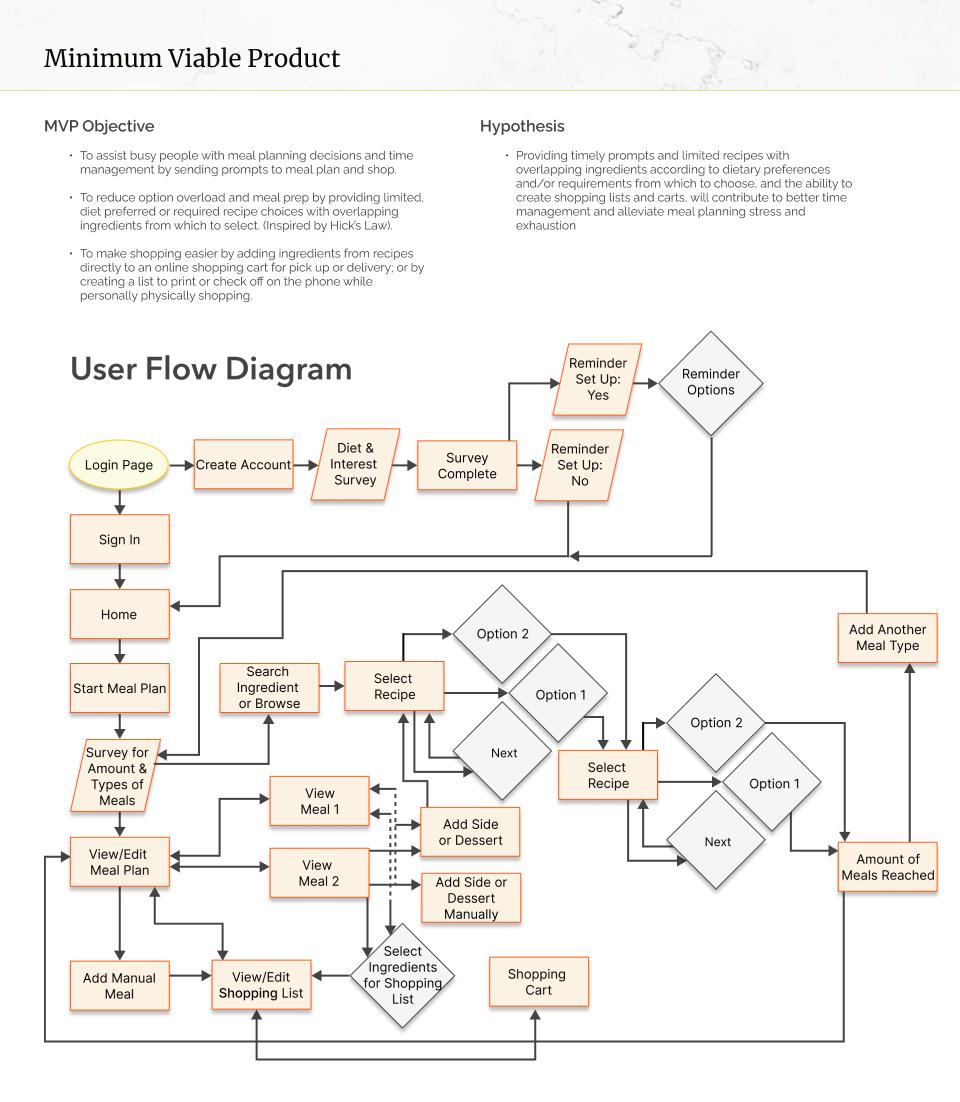 Minimum Viable Product
MVP Objective
• To assist busy people with meal planning decisions and time
management by sending prompts to meal plan and shop.
• To reduce option overload and meal prep by providing limited,
diet preferred or required recipe choices with overlapping
ingredients from which to select. (Inspired by Hick's Law).
• To make shopping easier by adding ingredients from recipes
directly to an online shopping cart for pick up or delivery; or by
creating a list to print or check off on the phone while
personally physically shopping.
Hypothesis
• Providing timely prompts and limited recipes with
overlapping ingredients according to dietary preferences
and/or requirements from which to choose, and the ability to
create shopping lists and carts, will contribute to better time
management and alleviate meal planning stress and
exhaustion
User Flow Diagram
Reminder
Set Up:
Yes
Reminder
Options
Login Page
Create Account
Diet &
Interest
Survey
Survey
Complete
Reminder
Set Up:
No
Sign In
Home
Start Meal Plan
Survey for
Amount &
Types of
Meals
Search
Ingredient
or Browse
Select
Recipe
Option 2
Option 1
Next
Select
Recipe
Option 2
Option 1
Next
Add Another
Meal Type
Amount of
Meals Reached
View/Edit
Meal Plan
View
Meal 1
View
Meal 2
Add Side
or Dessert
Add Side or
Dessert
Manually
Add Manual
Meal
View/Edit
Shopping List
Select
Ingredients
for Shopping
List
Shopping
Cart